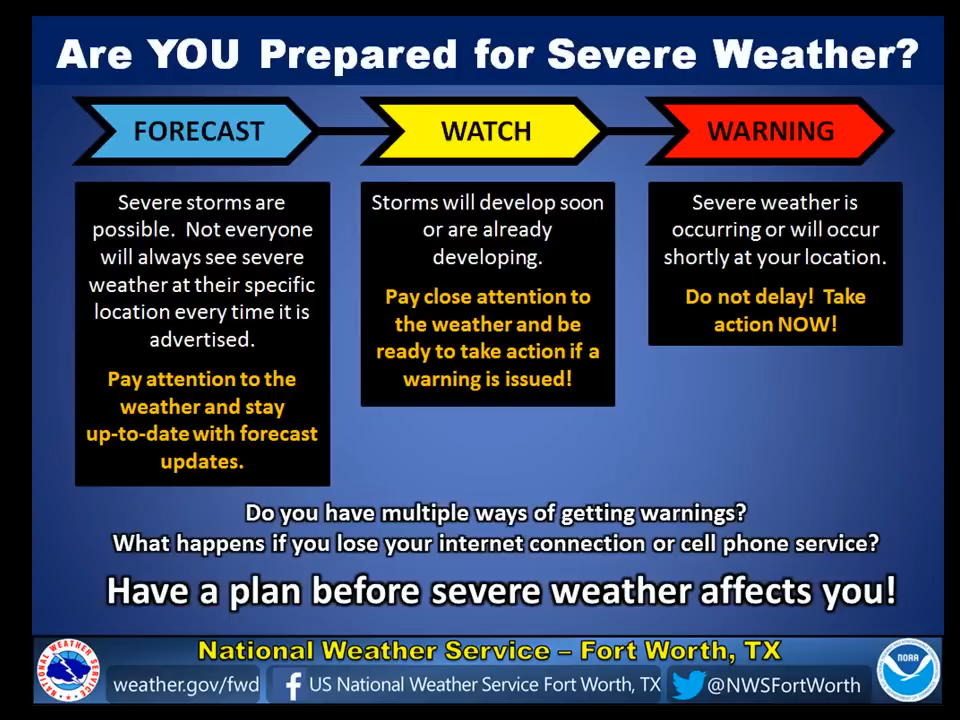 Are YOU Prepared for Severe Weather?
FORECAST
Severe storms are
possible. Not everyone
will always see severe
weather at their specific
location every time it is
advertised.
Pay attention to the
weather and stay
up-to-date with forecast
updates.
WATCH
Storms will develop soon
or are already
developing.
Pay close attention to
the weather and be
ready to take action if a
warning is issued!
WARNING
Severe weather is
occurring or will occur
shortly at your location.
Do not delay! Take
action NOW!
Do you have multiple ways of getting warnings?
What happens if you lose your internet connection or cell phone service?
Have a plan before severe weather affects you!
National Weather Service – Fort Worth, TX
NATIONAL WEATHER SERVICE
weather.gov/fwd
US National Weather Service Fort Worth, TX
@NWSFortWorth
NOAA